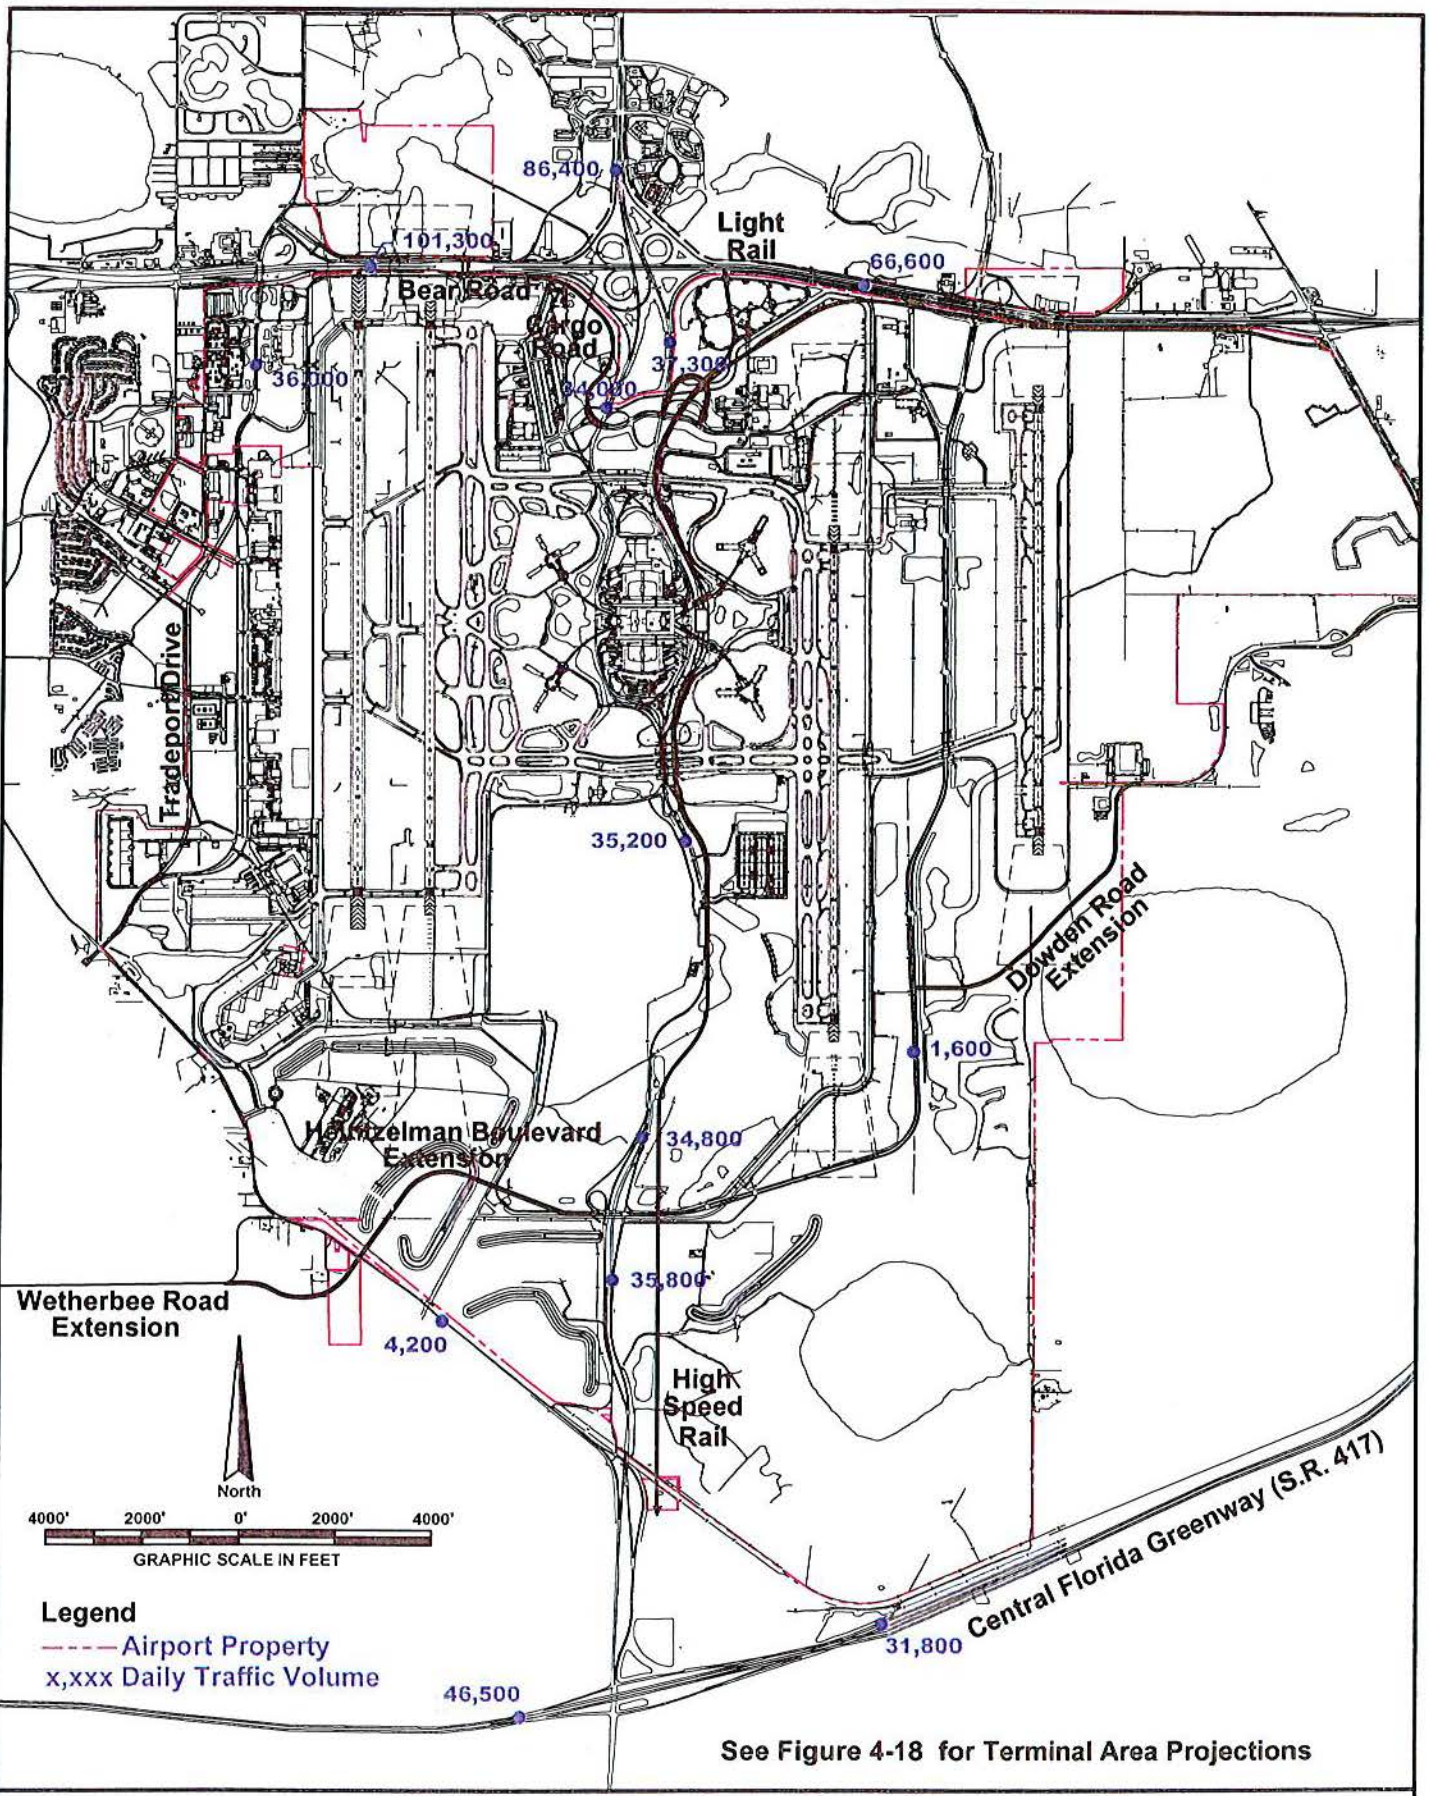 86,400
Light
Rail
101,300
66,600
Bear Road
Cargo
Road
37,300
36,000
34,000
Tradeport Drive
35,200
Dowden Road
Extension
1,600
Heintzelman Boulevard
Extension
34,800
35,800
Wetherbee Road
Extension
4,200
High
Speed
Rail
North
4000' 2000' 0' 2000' 4000'
GRAPHIC SCALE IN FEET
Central Florida Greenway (S.R. 417)
Legend
Airport Property
x,xxx Daily Traffic Volume
31,800
46,500
See Figure 4-18 for Terminal Area Projections